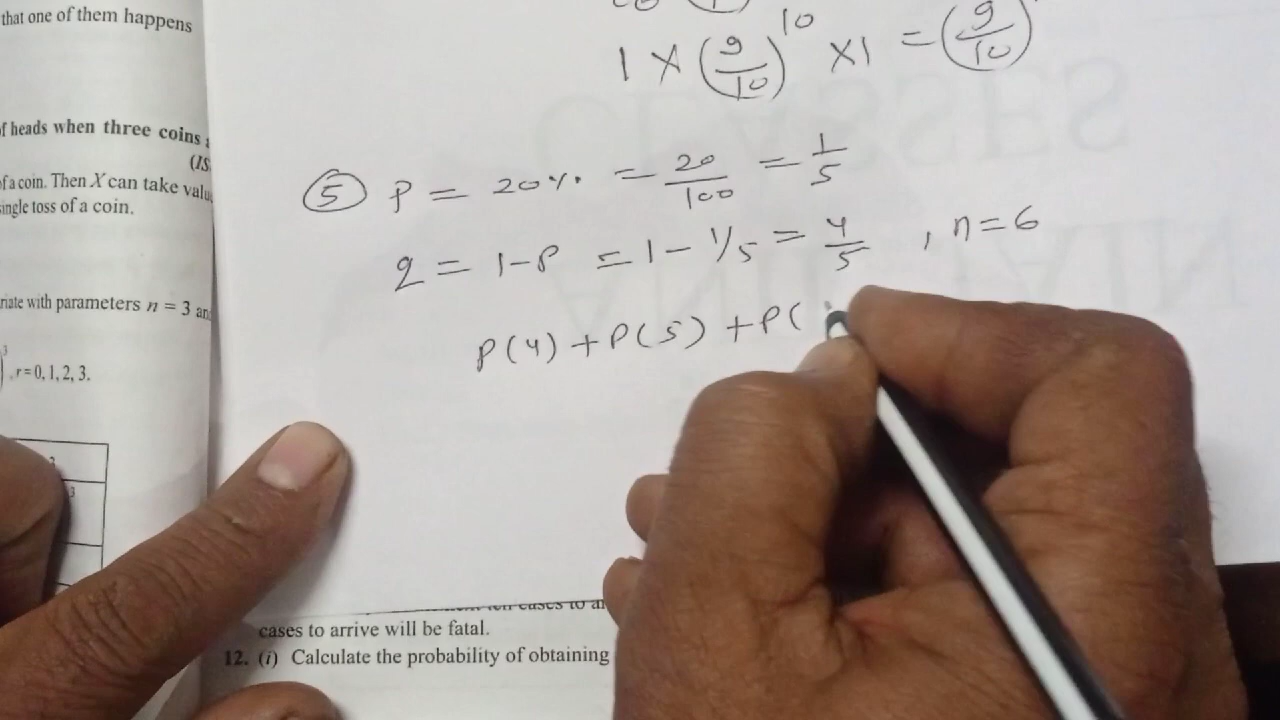 that one of them happens
1 × (9/10)^10 × 1 = (9/10)
f heads when three coins
(IS
f a coin. Then X can take valu
ingle toss of a coin.
⑤ P = 20% = 20/100 = 1/5
q = 1-P = 1 - 1/5 = 4/5 , n=6
riate with parameters n = 3 an
P(4) + P(5) + P(
, r = 0, 1, 2, 3.
cases to arrive will be fatal.
12. (i) Calculate the probability of obtaining